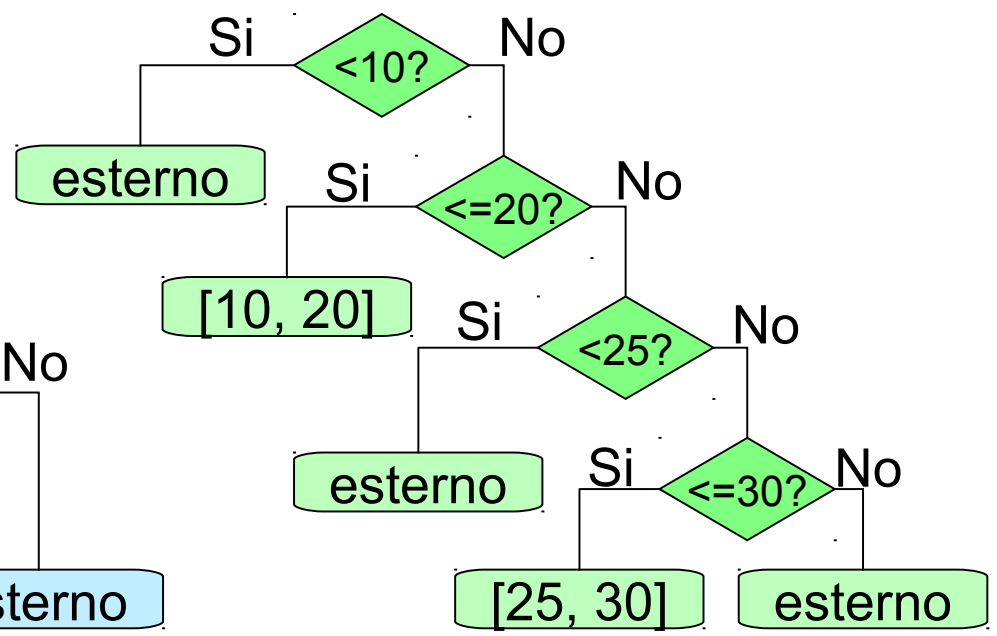 Si
No
<10?
esterno
Si
No
<=20?
[10, 20]
Si
No
<25?
No
esterno
Si
No
<=30?
sterno
[25, 30]
esterno